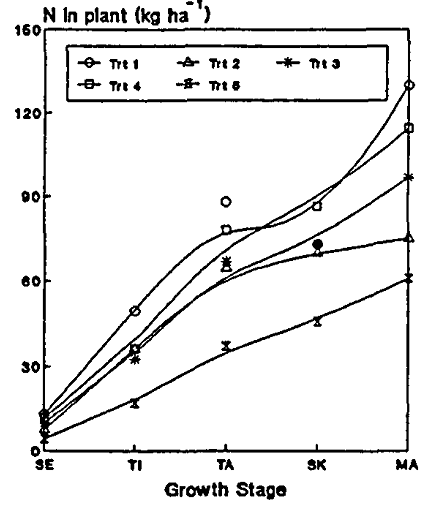 N in plant (kg ha⁻¹)
160
Trt 1 Trt 2 Trt 3
Trt 4 Trt 5
120
90
60
30
0
SE TI TA SK MA
Growth Stage